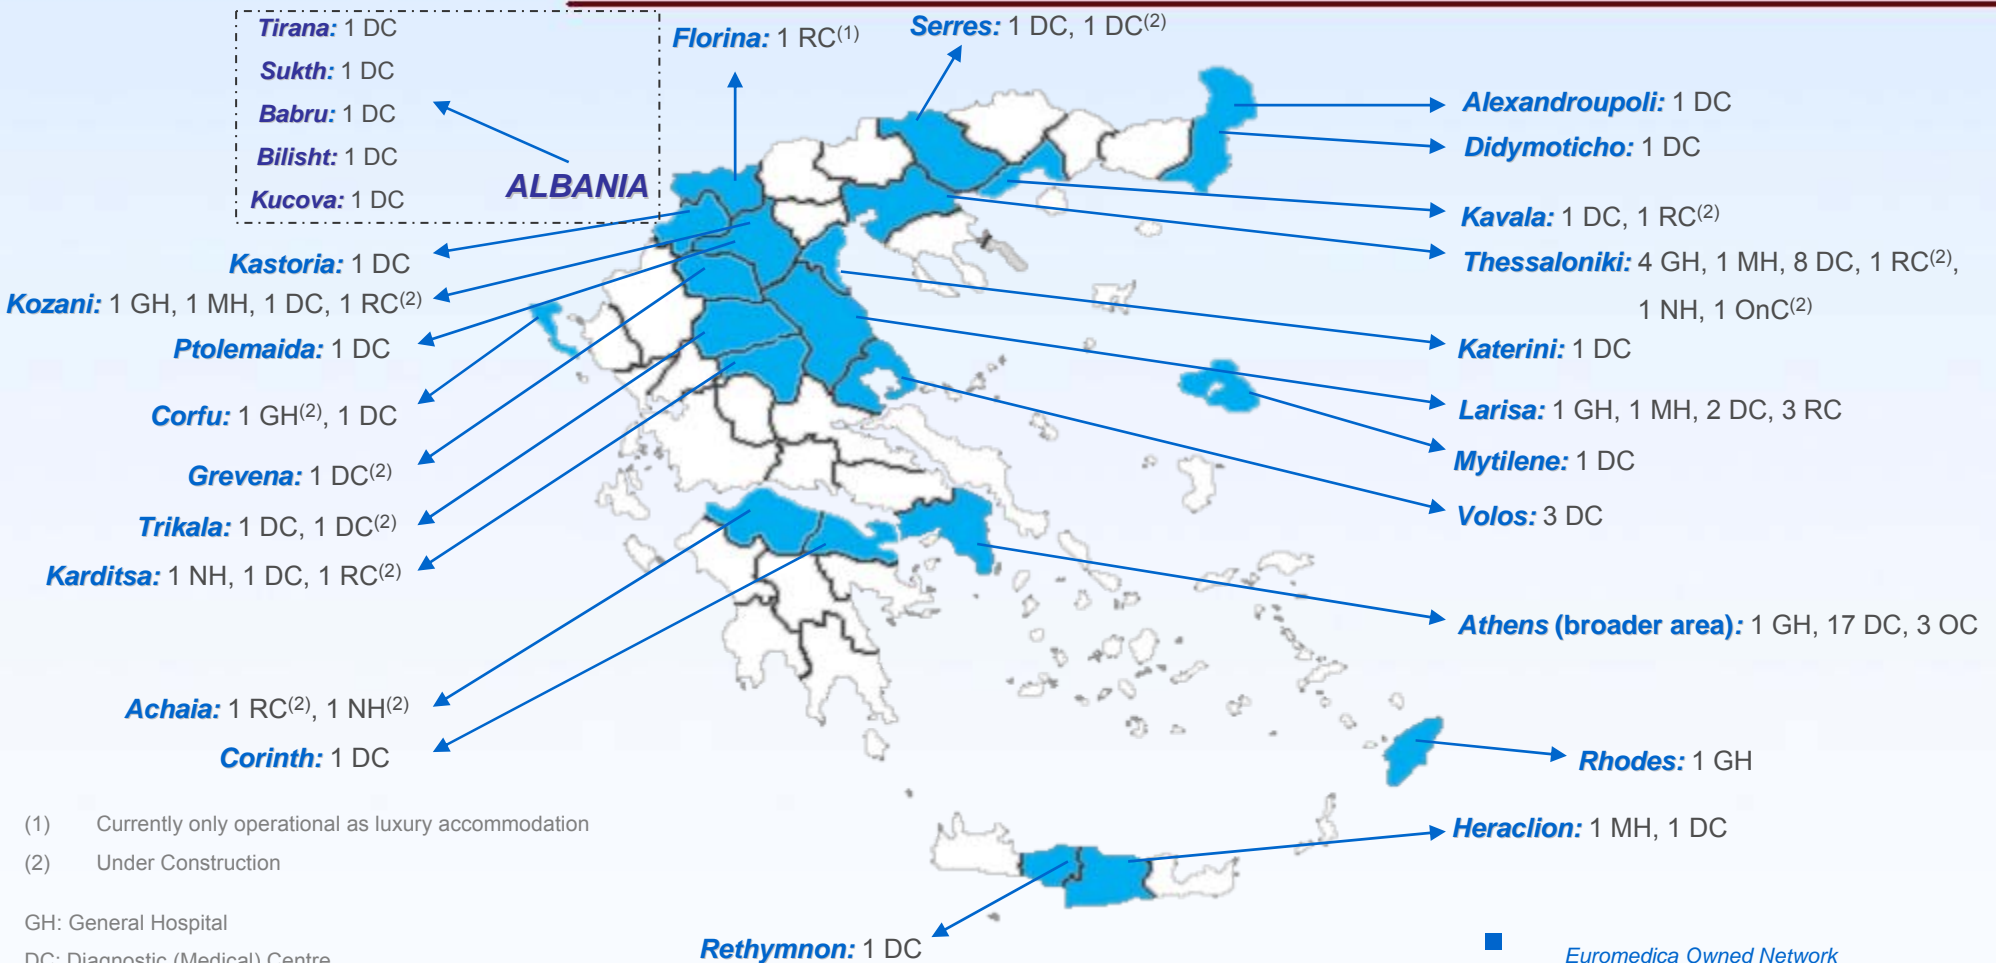 Tirana: 1 DC
Sukth: 1 DC
Babru: 1 DC
Bilisht: 1 DC
Kucova: 1 DC
ALBANIA
Florina: 1 RC(1)
Serres: 1 DC, 1 DC(2)
Alexandroupoli: 1 DC
Didymoticho: 1 DC
Kavala: 1 DC, 1 RC(2)
Thessaloniki: 4 GH, 1 MH, 8 DC, 1 RC(2),
1 NH, 1 OnC(2)
Katerini: 1 DC
Larisa: 1 GH, 1 MH, 2 DC, 3 RC
Mytilene: 1 DC
Volos: 3 DC
Athens (broader area): 1 GH, 17 DC, 3 OC
Rhodes: 1 GH
Heraclion: 1 MH, 1 DC
Kastoria: 1 DC
Kozani: 1 GH, 1 MH, 1 DC, 1 RC(2)
Ptolemaida: 1 DC
Corfu: 1 GH(2), 1 DC
Grevena: 1 DC(2)
Trikala: 1 DC, 1 DC(2)
Karditsa: 1 NH, 1 DC, 1 RC(2)
Achaia: 1 RC(2), 1 NH(2)
Corinth: 1 DC
Rethymnon: 1 DC
(1) Currently only operational as luxury accommodation
(2) Under Construction
GH: General Hospital
DC: Diagnostic (Medical) Centre
Euromedica Owned Network